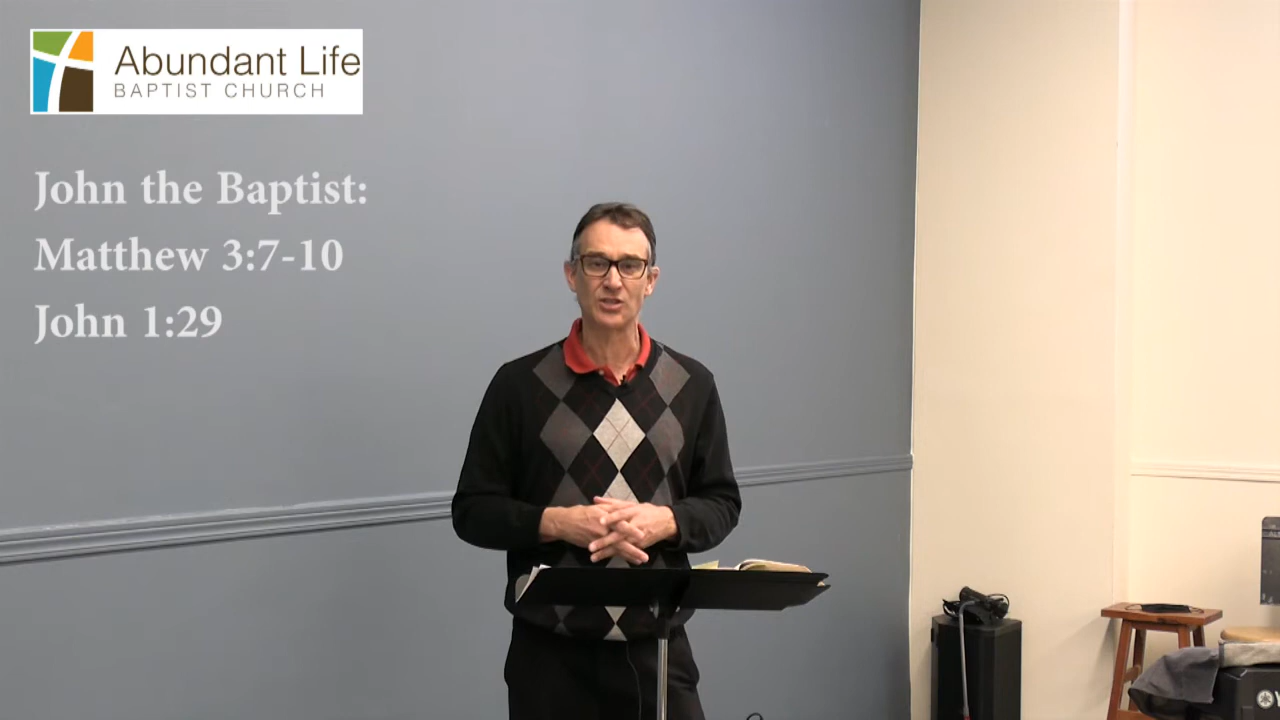 Abundant Life
BAPTIST CHURCH
John the Baptist:
Matthew 3:7-10
John 1:29